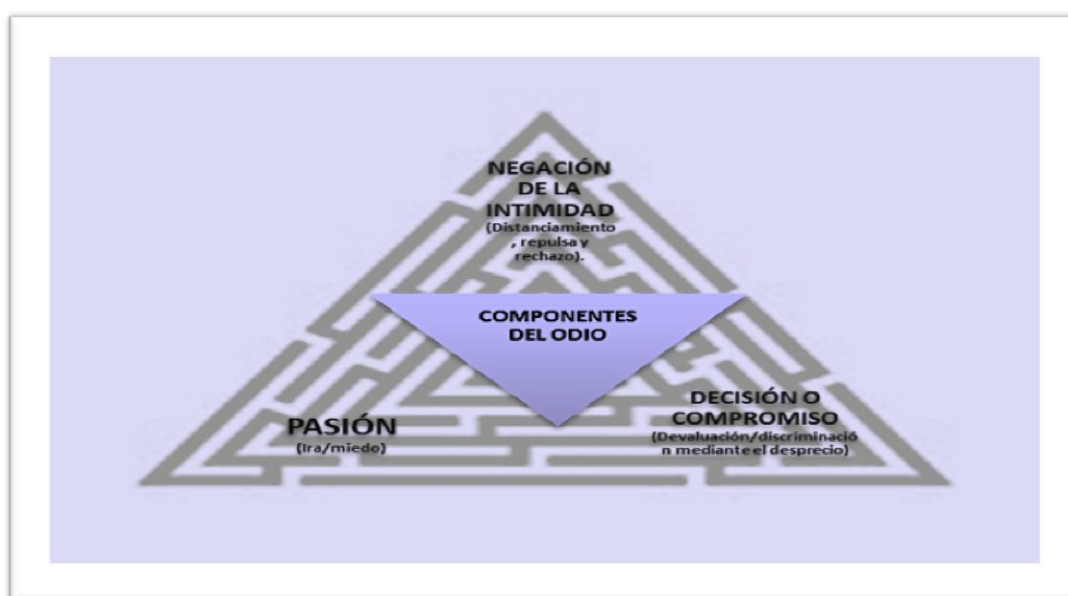 NEGACIÓN
DE LA
INTIMIDAD
(Distanciamiento
, repulsa y
rechazo).
COMPONENTES
DEL ODIO
PASIÓN
(Ira/miedo)
DECISIÓN O
COMPROMISO
(Devaluación/discriminació
n mediante el desprecio)